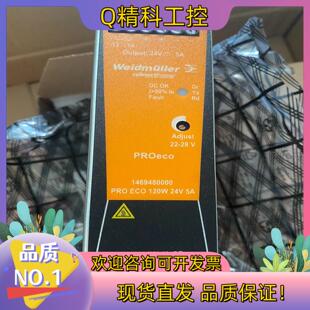 Q精科工控
Output: 24V 5A
Weidmüller
DC OK
Fault
Adjust
22-28 V
PROeco
1469480000
PRO ECO 120W 24V 5A
品质
NO.1
欢迎咨询可开发票
现货直发 品质保证!